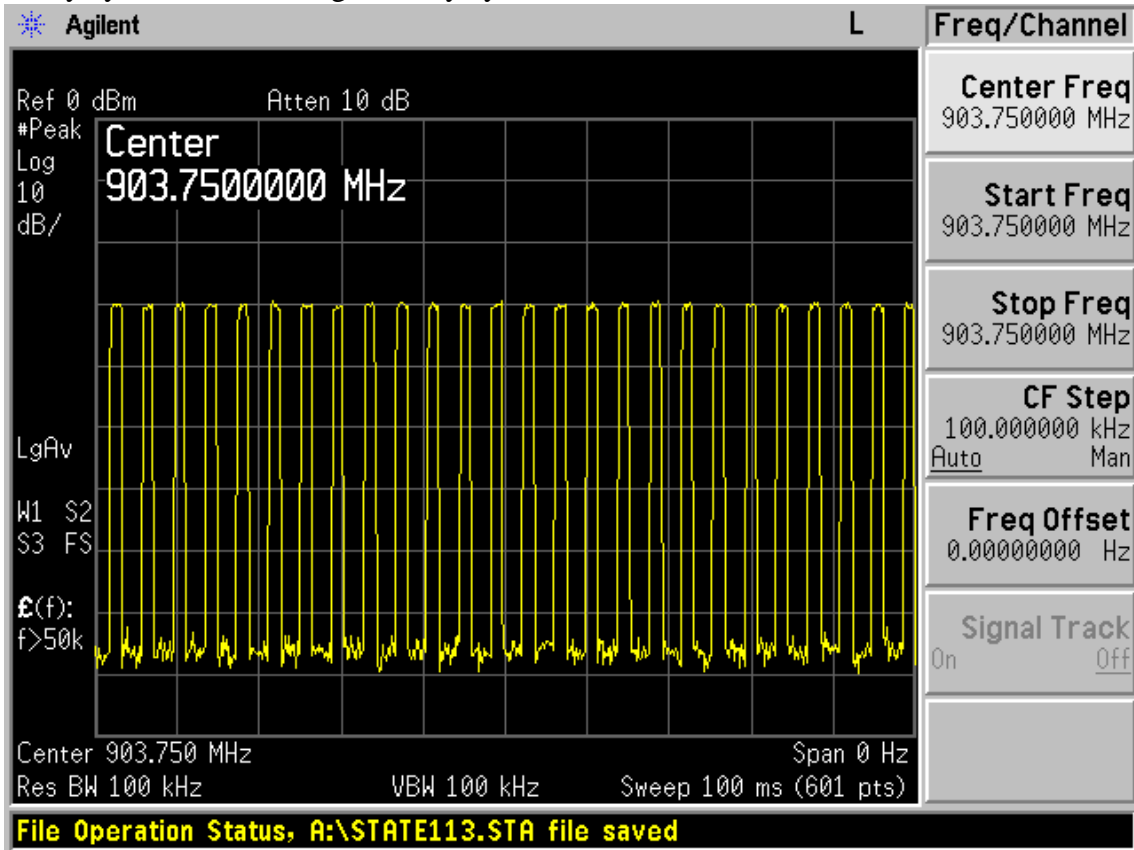 Agilent L
Freq/Channel
Ref 0 dBm Atten 10 dB
#Peak
Log
10
dB/
Center
903.7500000 MHz
LgAv
W1 S2
S3 FS
£(f):
f>50k
Center 903.750 MHz Span 0 Hz
Res BW 100 kHz VBW 100 kHz Sweep 100 ms (601 pts)
Center Freq
903.750000 MHz
Start Freq
903.750000 MHz
Stop Freq
903.750000 MHz
CF Step
100.000000 kHz
Auto Man
Freq Offset
0.00000000 Hz
Signal Track
On Off
File Operation Status, A:\STATE113.STA file saved